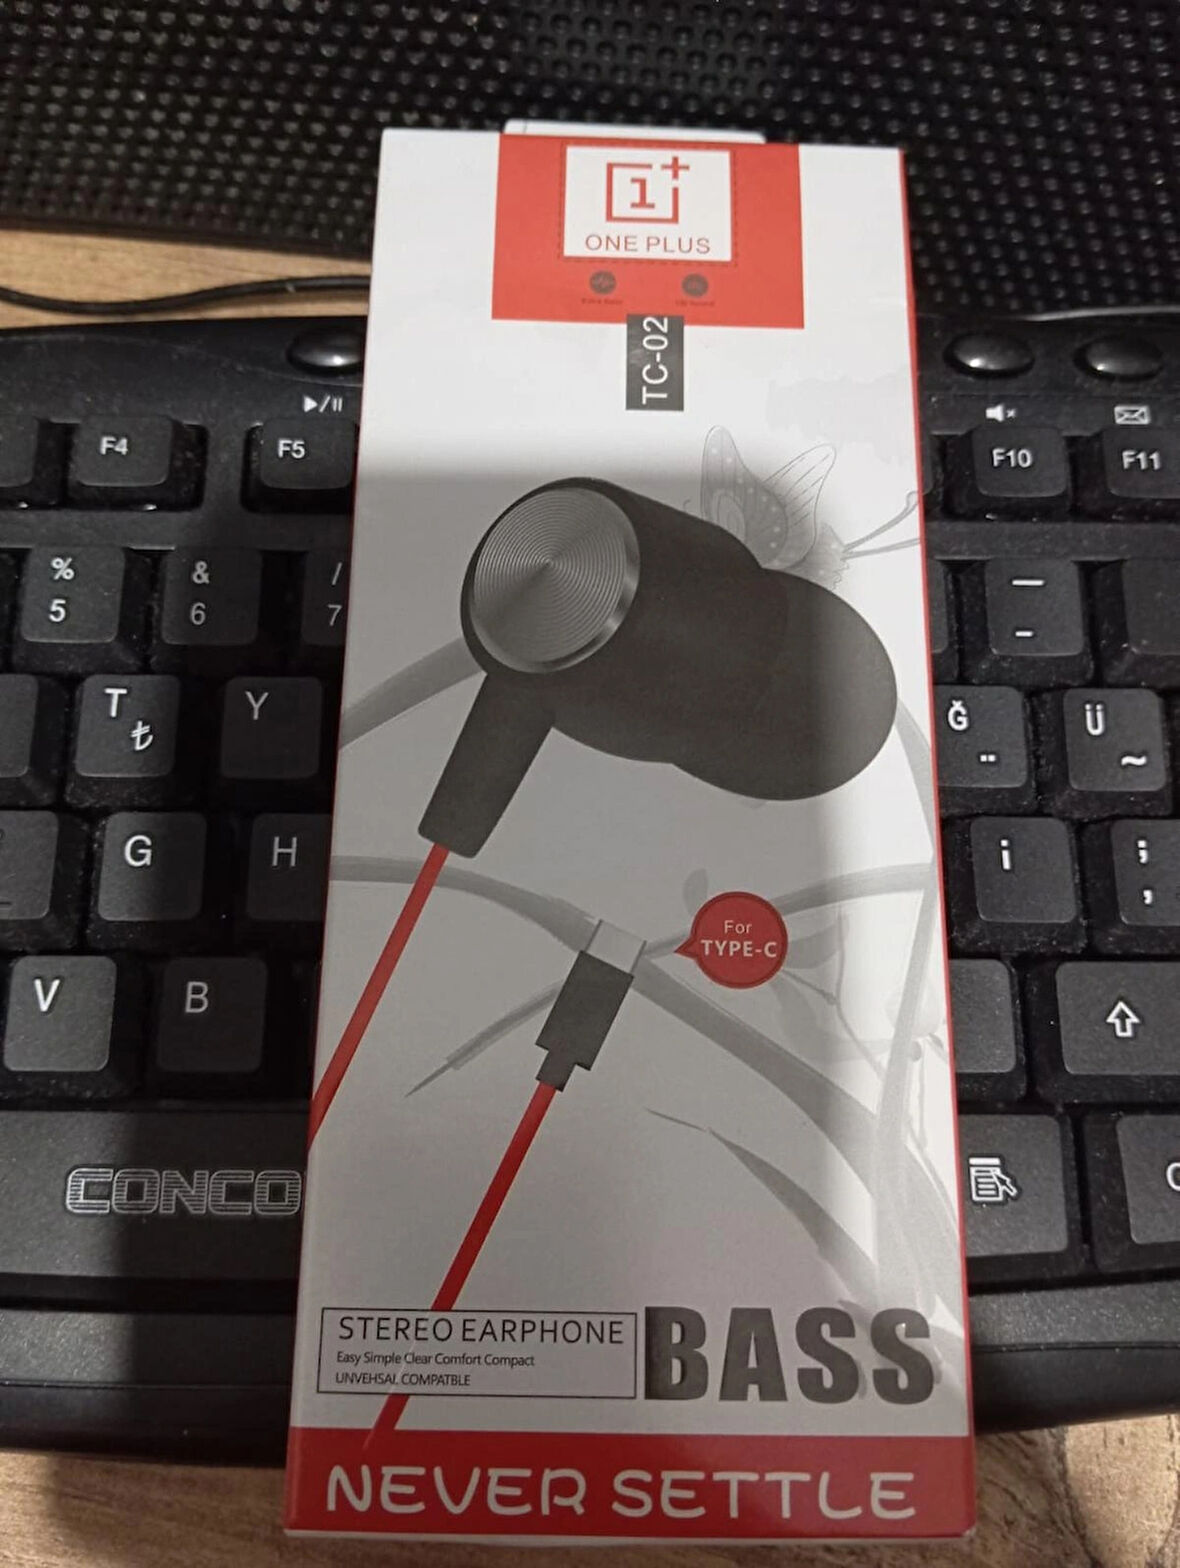 1+
ONE PLUS
TC-02
F4
F5
F10
F11
%
5
&
6
/
7
T
₺
Y
Ğ
Ü
~
G
H
i
;
,
V
B
CONCO
For
TYPE-C
STEREO EARPHONE
Easy Simple Clear Comfort Compact
UNVEHSAL COMPATBLE
BASS
NEVER SETTLE